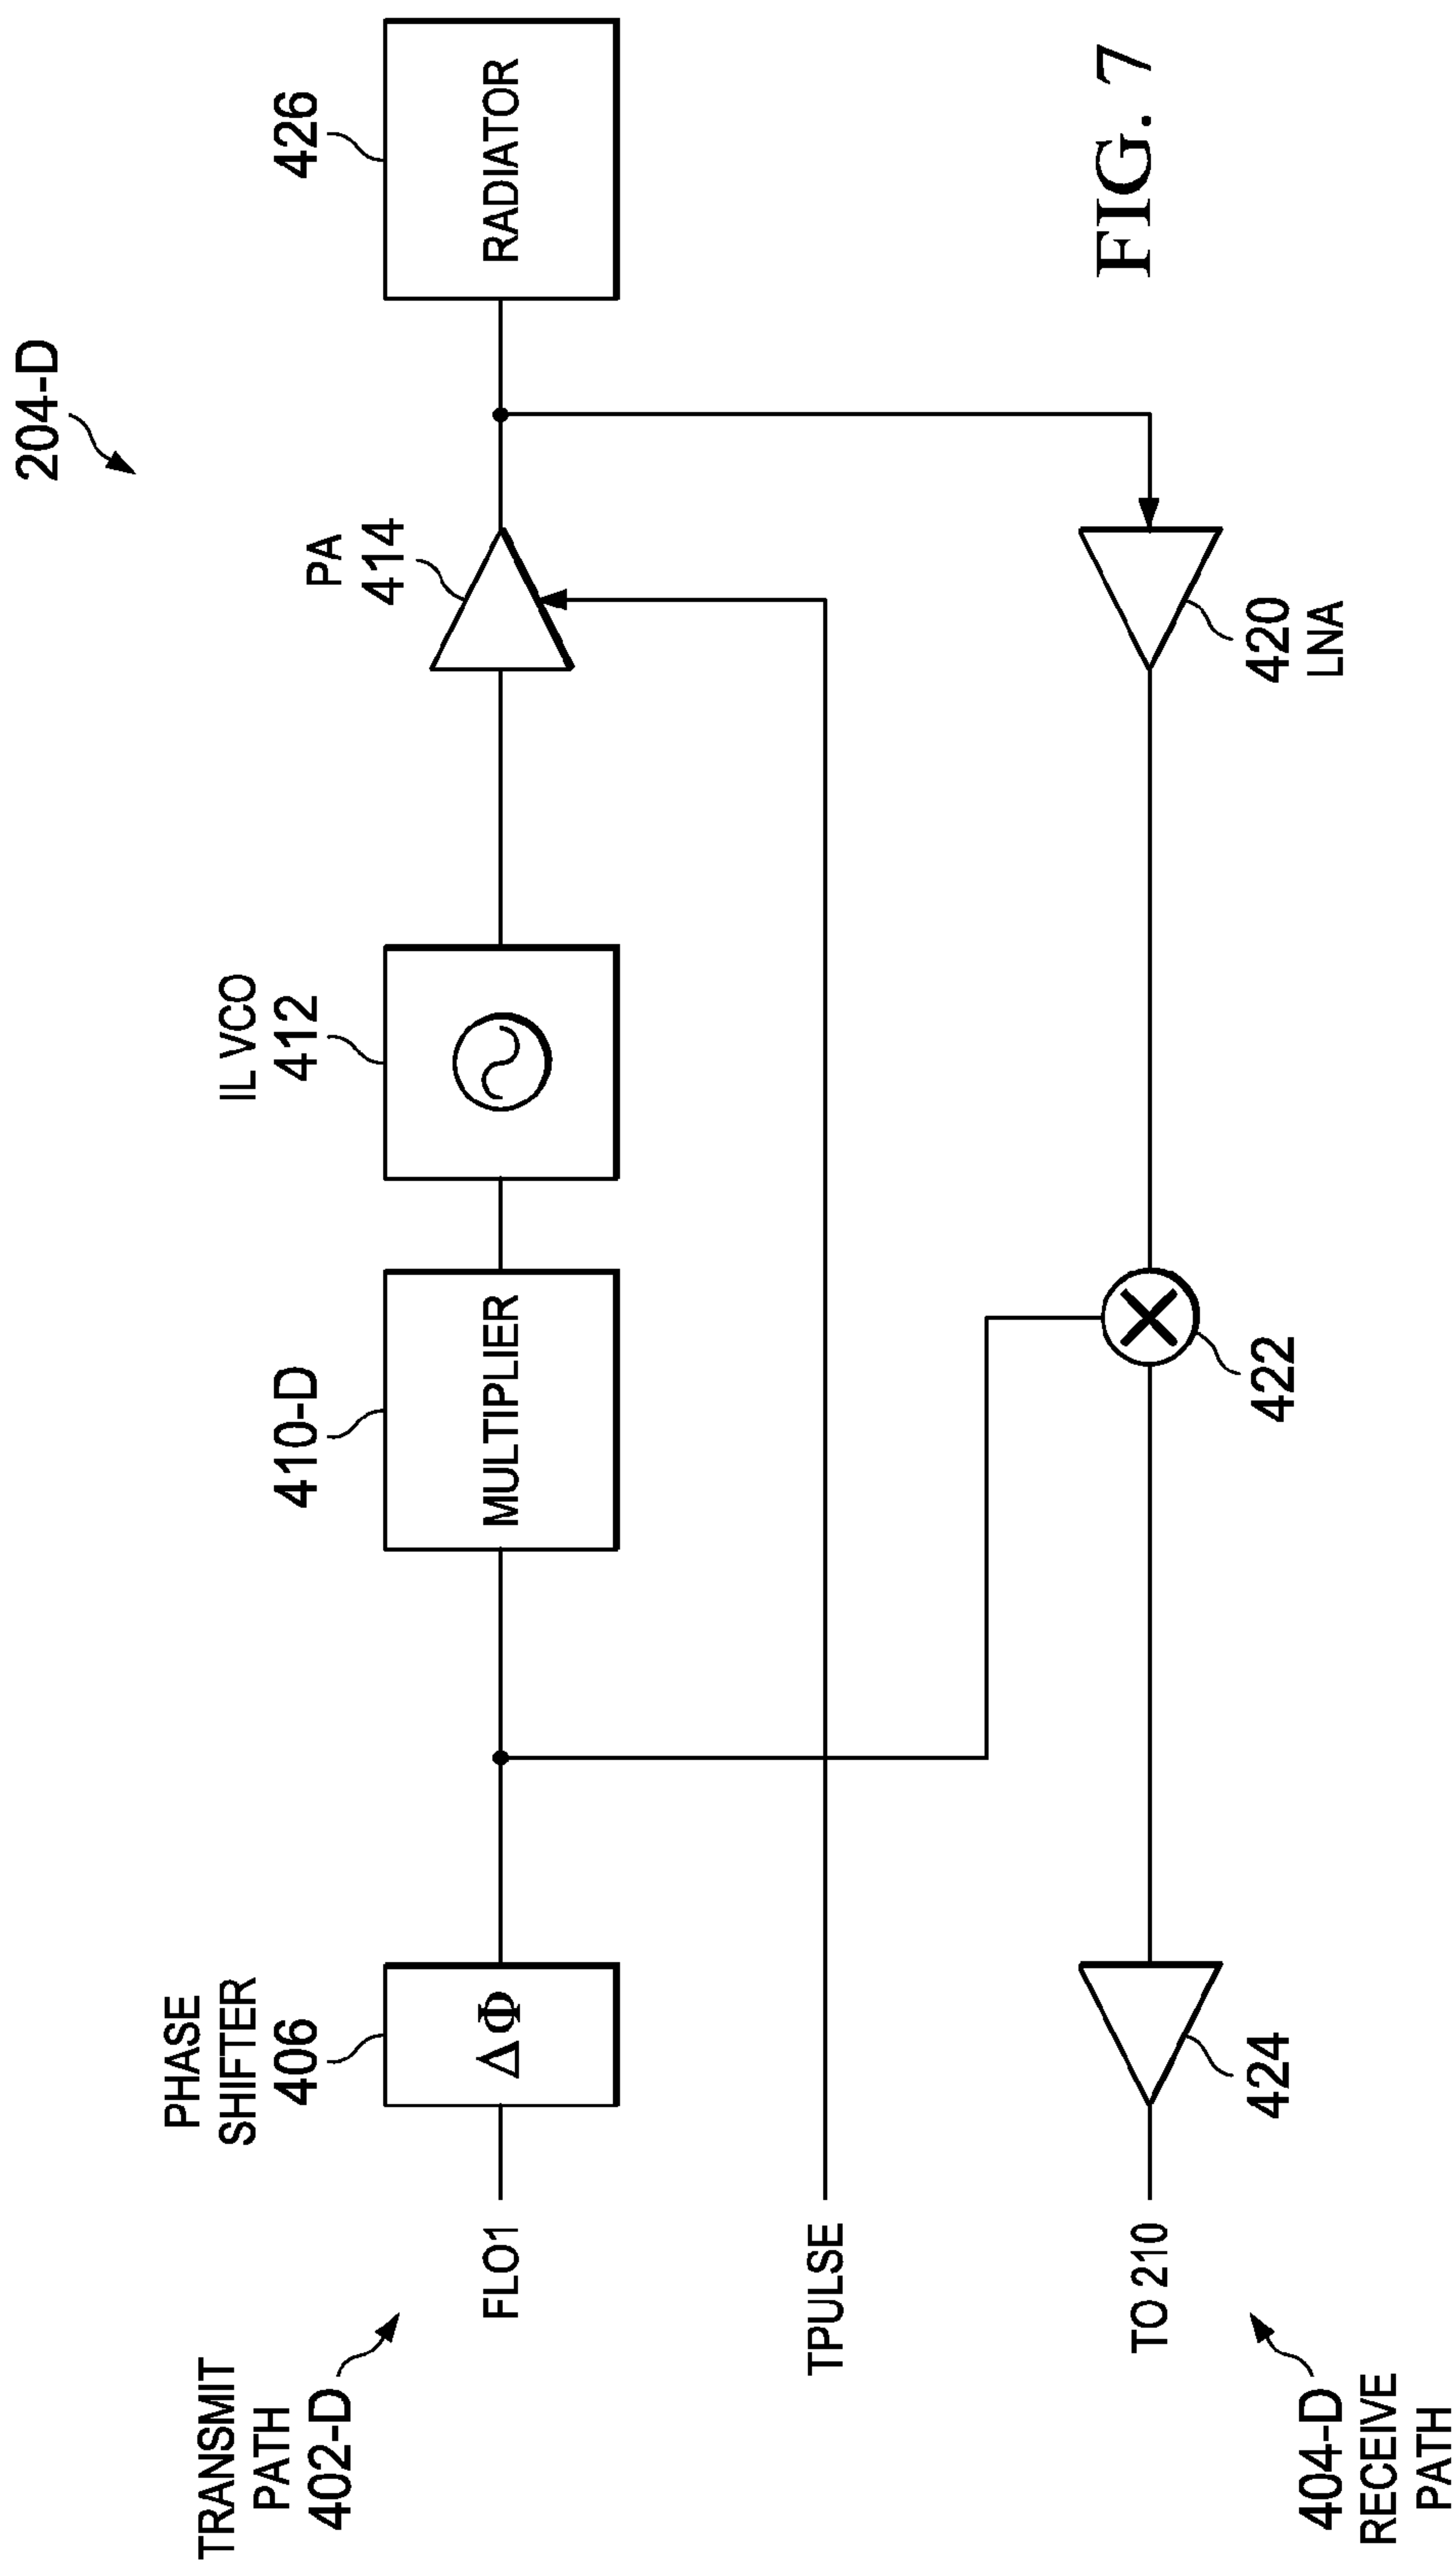 204-D
TRANSMIT
PATH
402-D
PHASE
SHIFTER
406
410-D
IL VCO
412
PA
414
426
FLO1
ΔΦ
MULTIPLIER
RADIATOR
TPULSE
TO 210
424
422
420
LNA
404-D
RECEIVE
PATH
FIG. 7